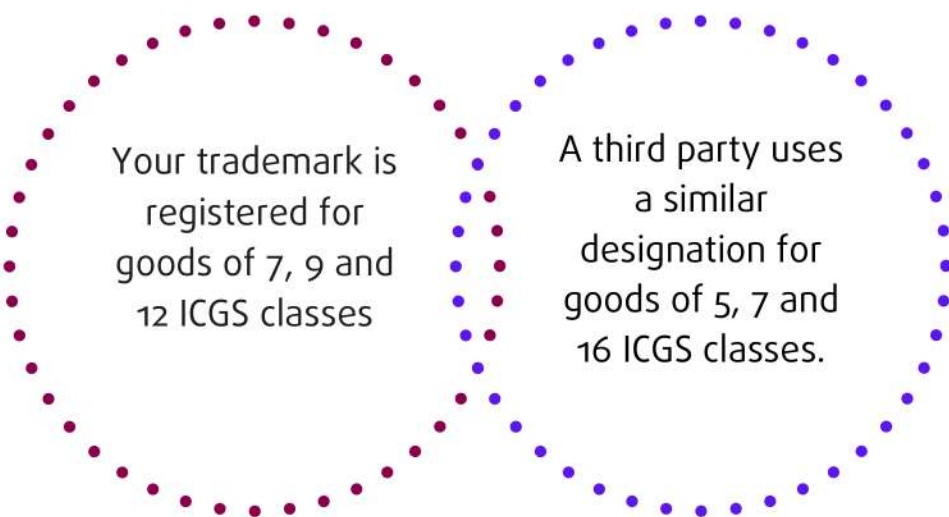 Your trademark is
registered for
goods of 7, 9 and
12 ICGS classes
A third party uses
a similar
designation for
goods of 5, 7 and
16 ICGS classes.